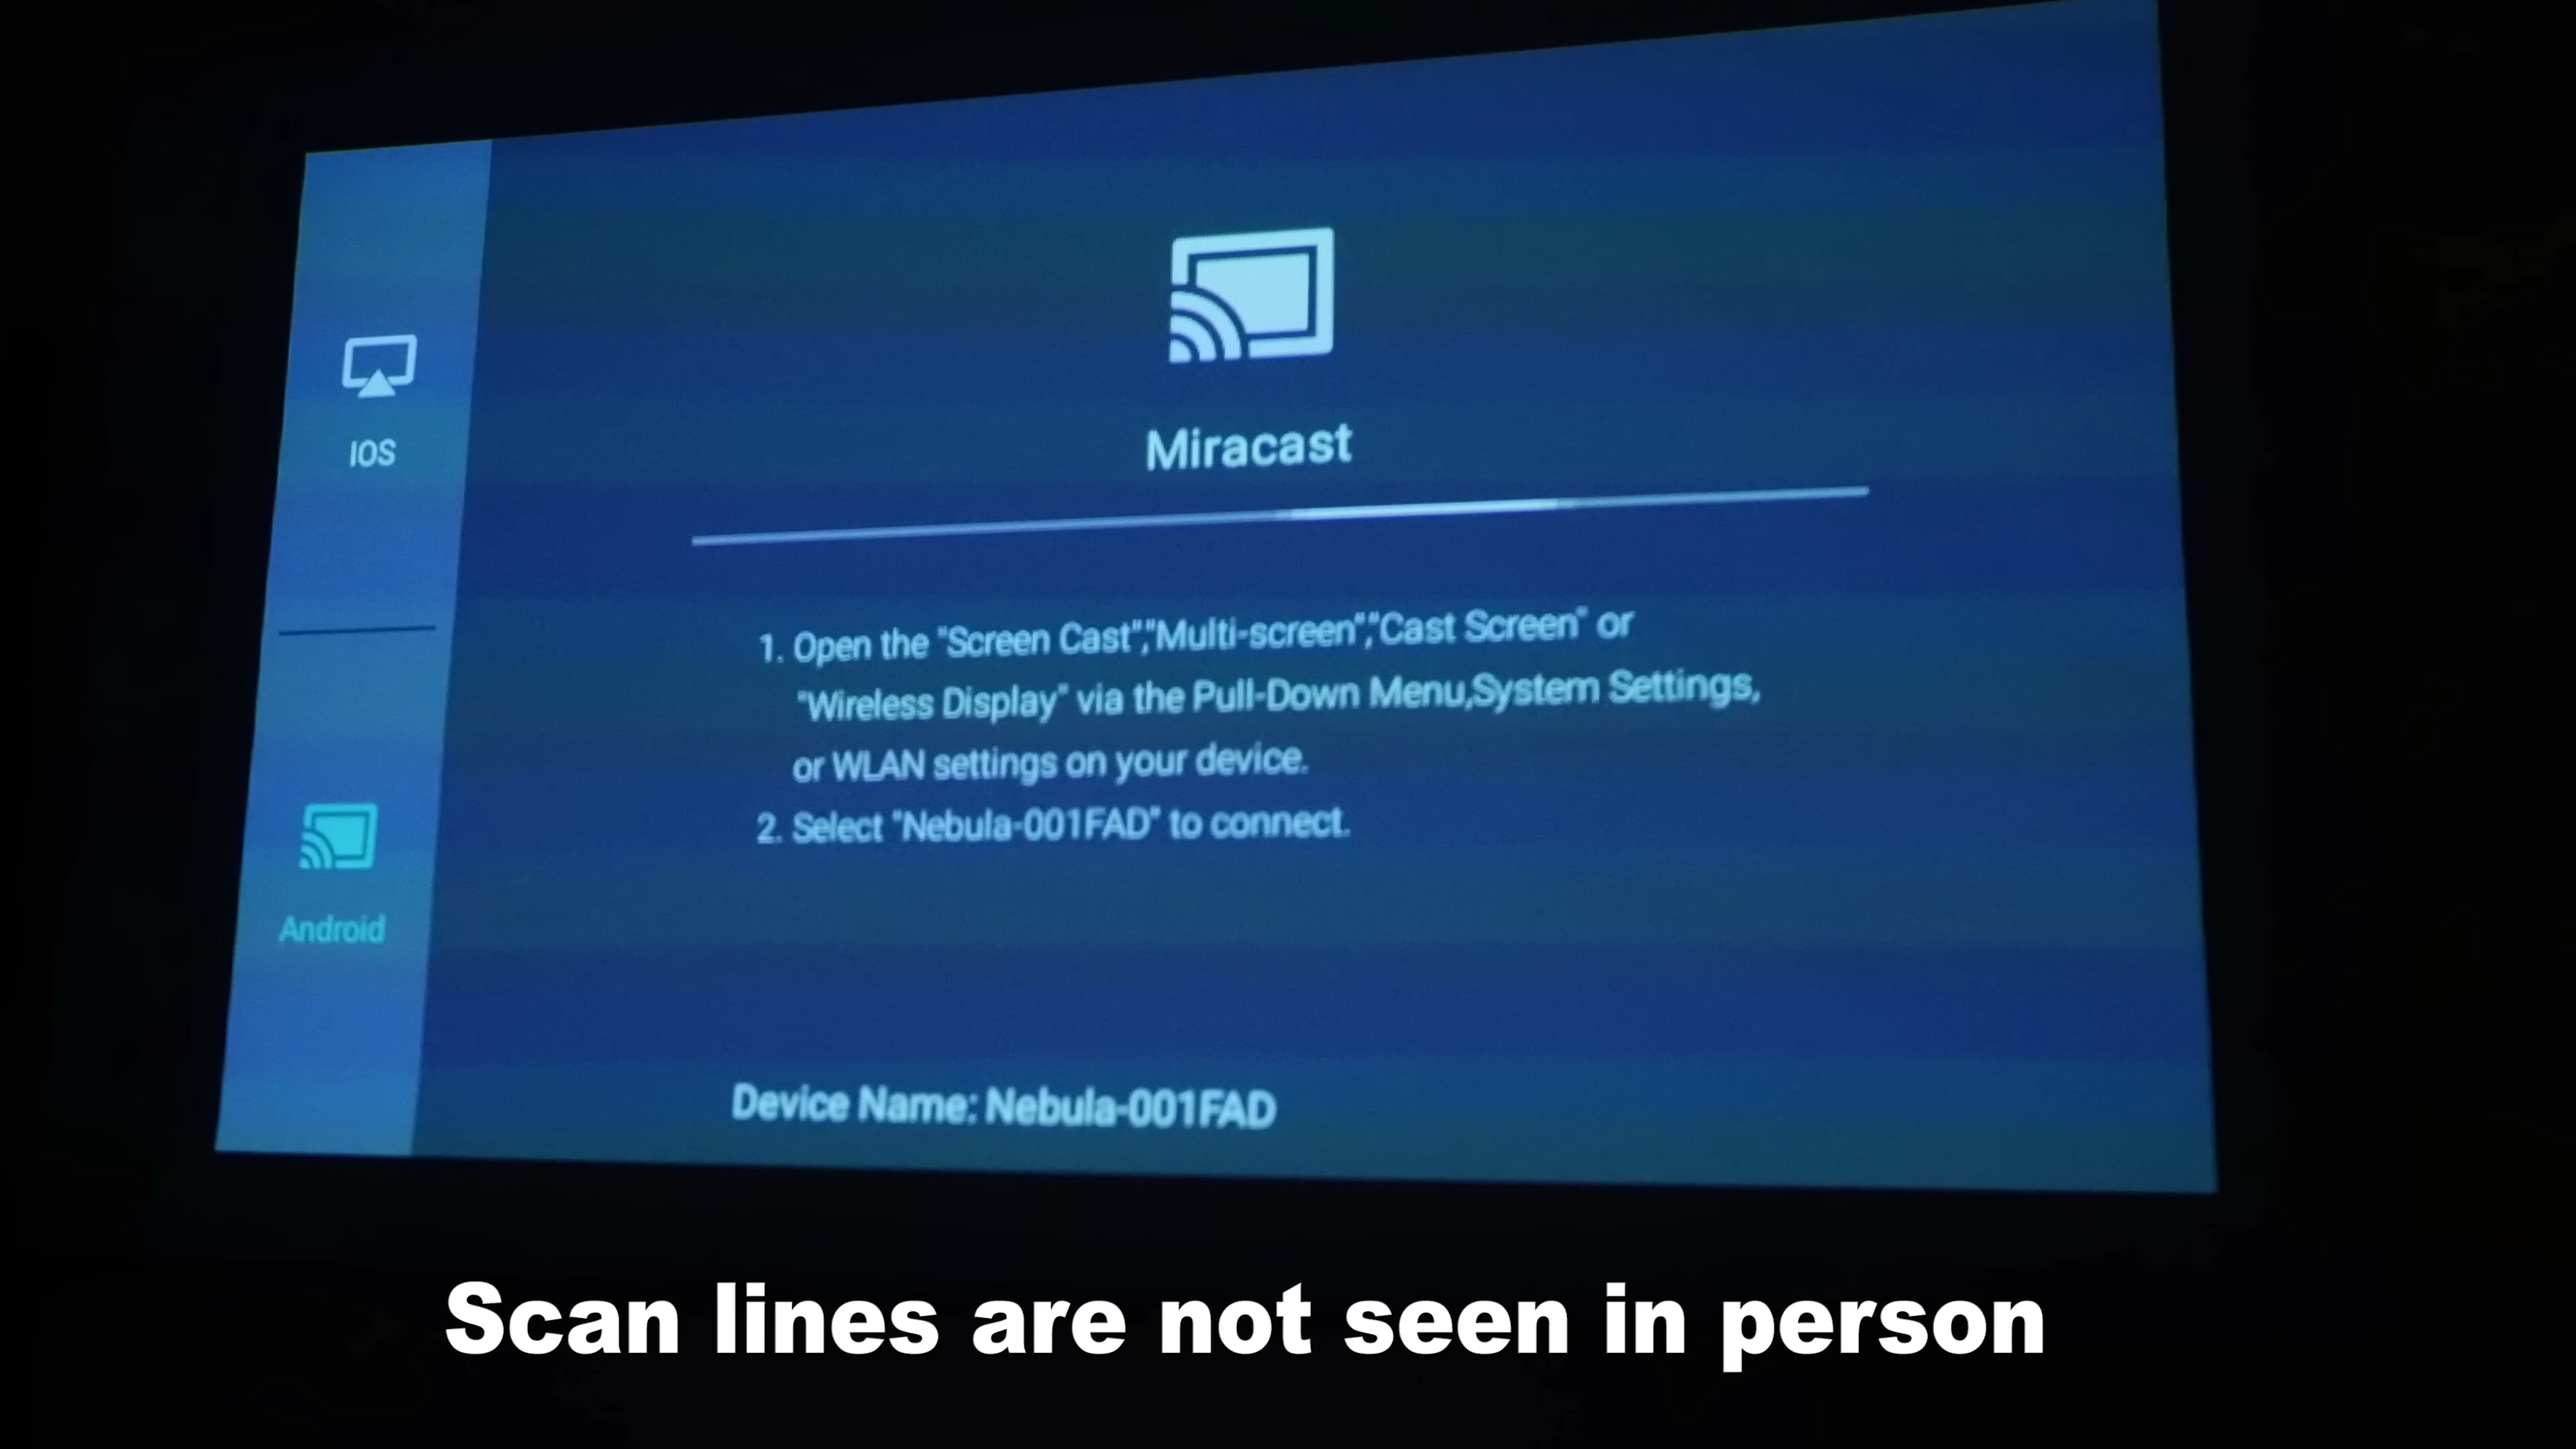 IOS
Android
Miracast
1. Open the "Screen Cast","Multi-screen","Cast Screen" or
"Wireless Display" via the Pull-Down Menu,System Settings,
or WLAN settings on your device.
2. Select "Nebula-001FAD" to connect.
Device Name: Nebula-001FAD
Scan lines are not seen in person